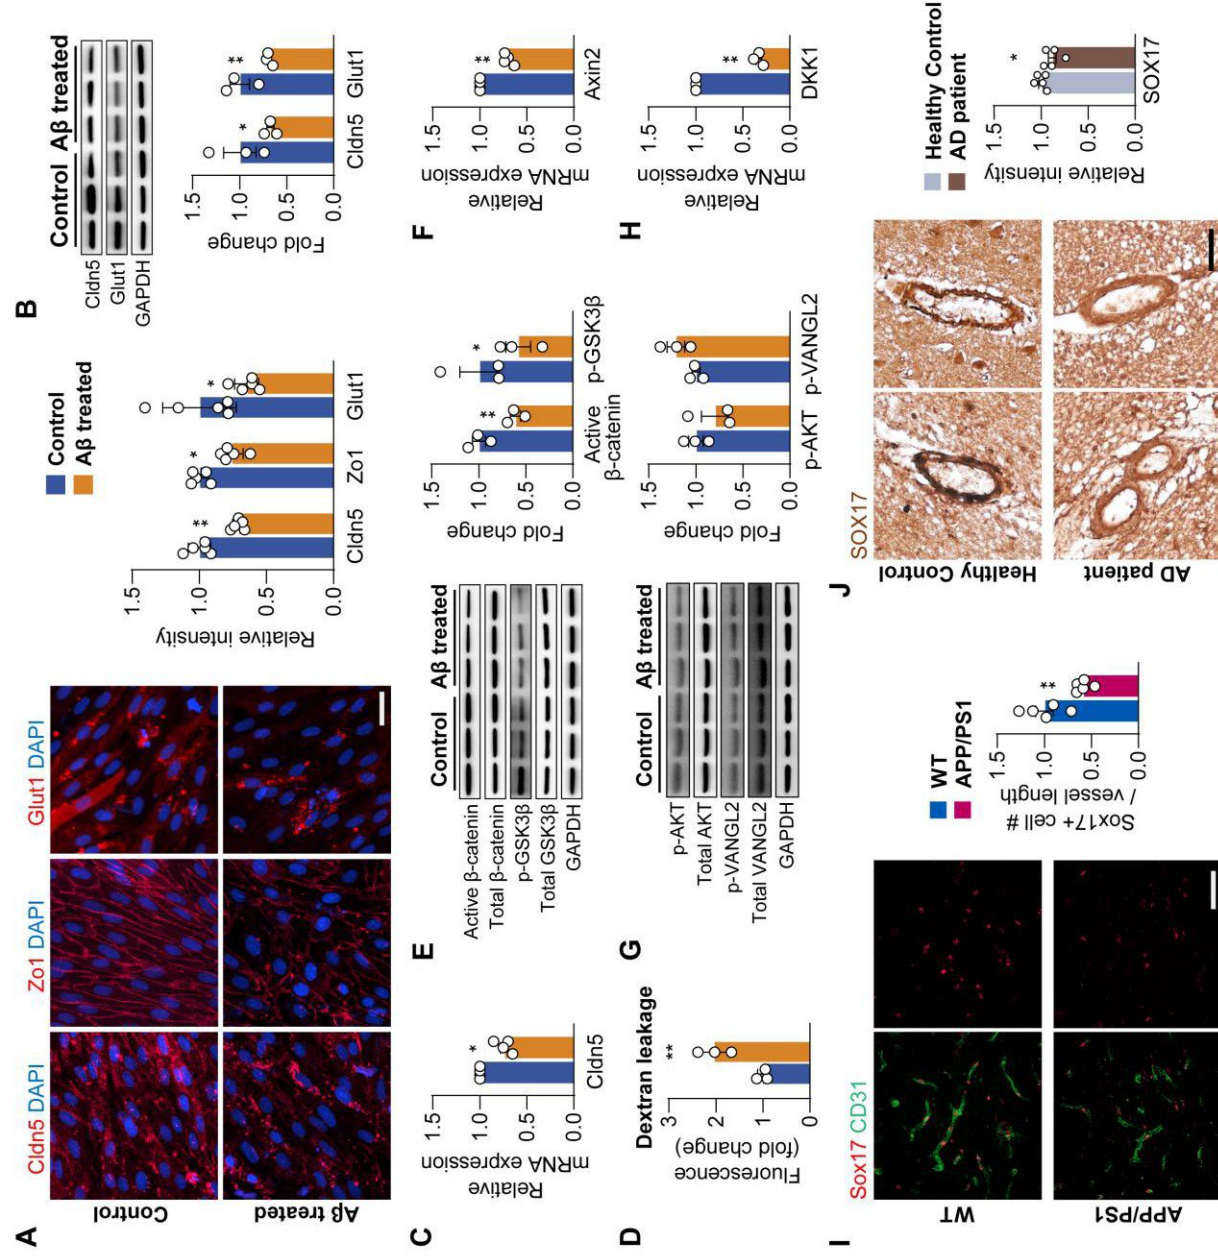 A
Cldn5 DAPI
Zo1 DAPI
Glut1 DAPI
Control
Aβ treated
Control
Aβ treated
Relative intensity
1.5
1.0
0.5
0.0
**
*
*
Cldn5
Zo1
Glut1
B
Control
Aβ treated
Cldn5
Glut1
GAPDH
Fold change
1.5
1.0
0.5
0.0
*
**
Cldn5
Glut1
C
Relative
mRNA expression
1.5
1.0
0.5
0.0
*
Cldn5
D
Dextran leakage
Fluorescence
(fold change)
3
2
1
0
**
E
Control
Aβ treated
Active β-catenin
Total β-catenin
p-GSK3β
Total GSK3β
GAPDH
Fold change
1.5
1.0
0.5
0.0
**
*
Active
β-catenin
p-GSK3β
F
Relative
mRNA expression
1.5
1.0
0.5
0.0
**
Axin2
G
Control
Aβ treated
p-AKT
Total AKT
p-VANGL2
Total VANGL2
GAPDH
Fold change
1.5
1.0
0.5
0.0
p-AKT
p-VANGL2
H
Relative
mRNA expression
1.5
1.0
0.5
0.0
**
DKK1
I
Sox17 CD31
WT
APP/PS1
WT
APP/PS1
Sox17+ cell #
/ vessel length
1.5
1.0
0.5
0.0
**
J
SOX17
Healthy Control
AD patient
Healthy Control
AD patient
Relative intensity
1.5
1.0
0.5
0.0
*
SOX17